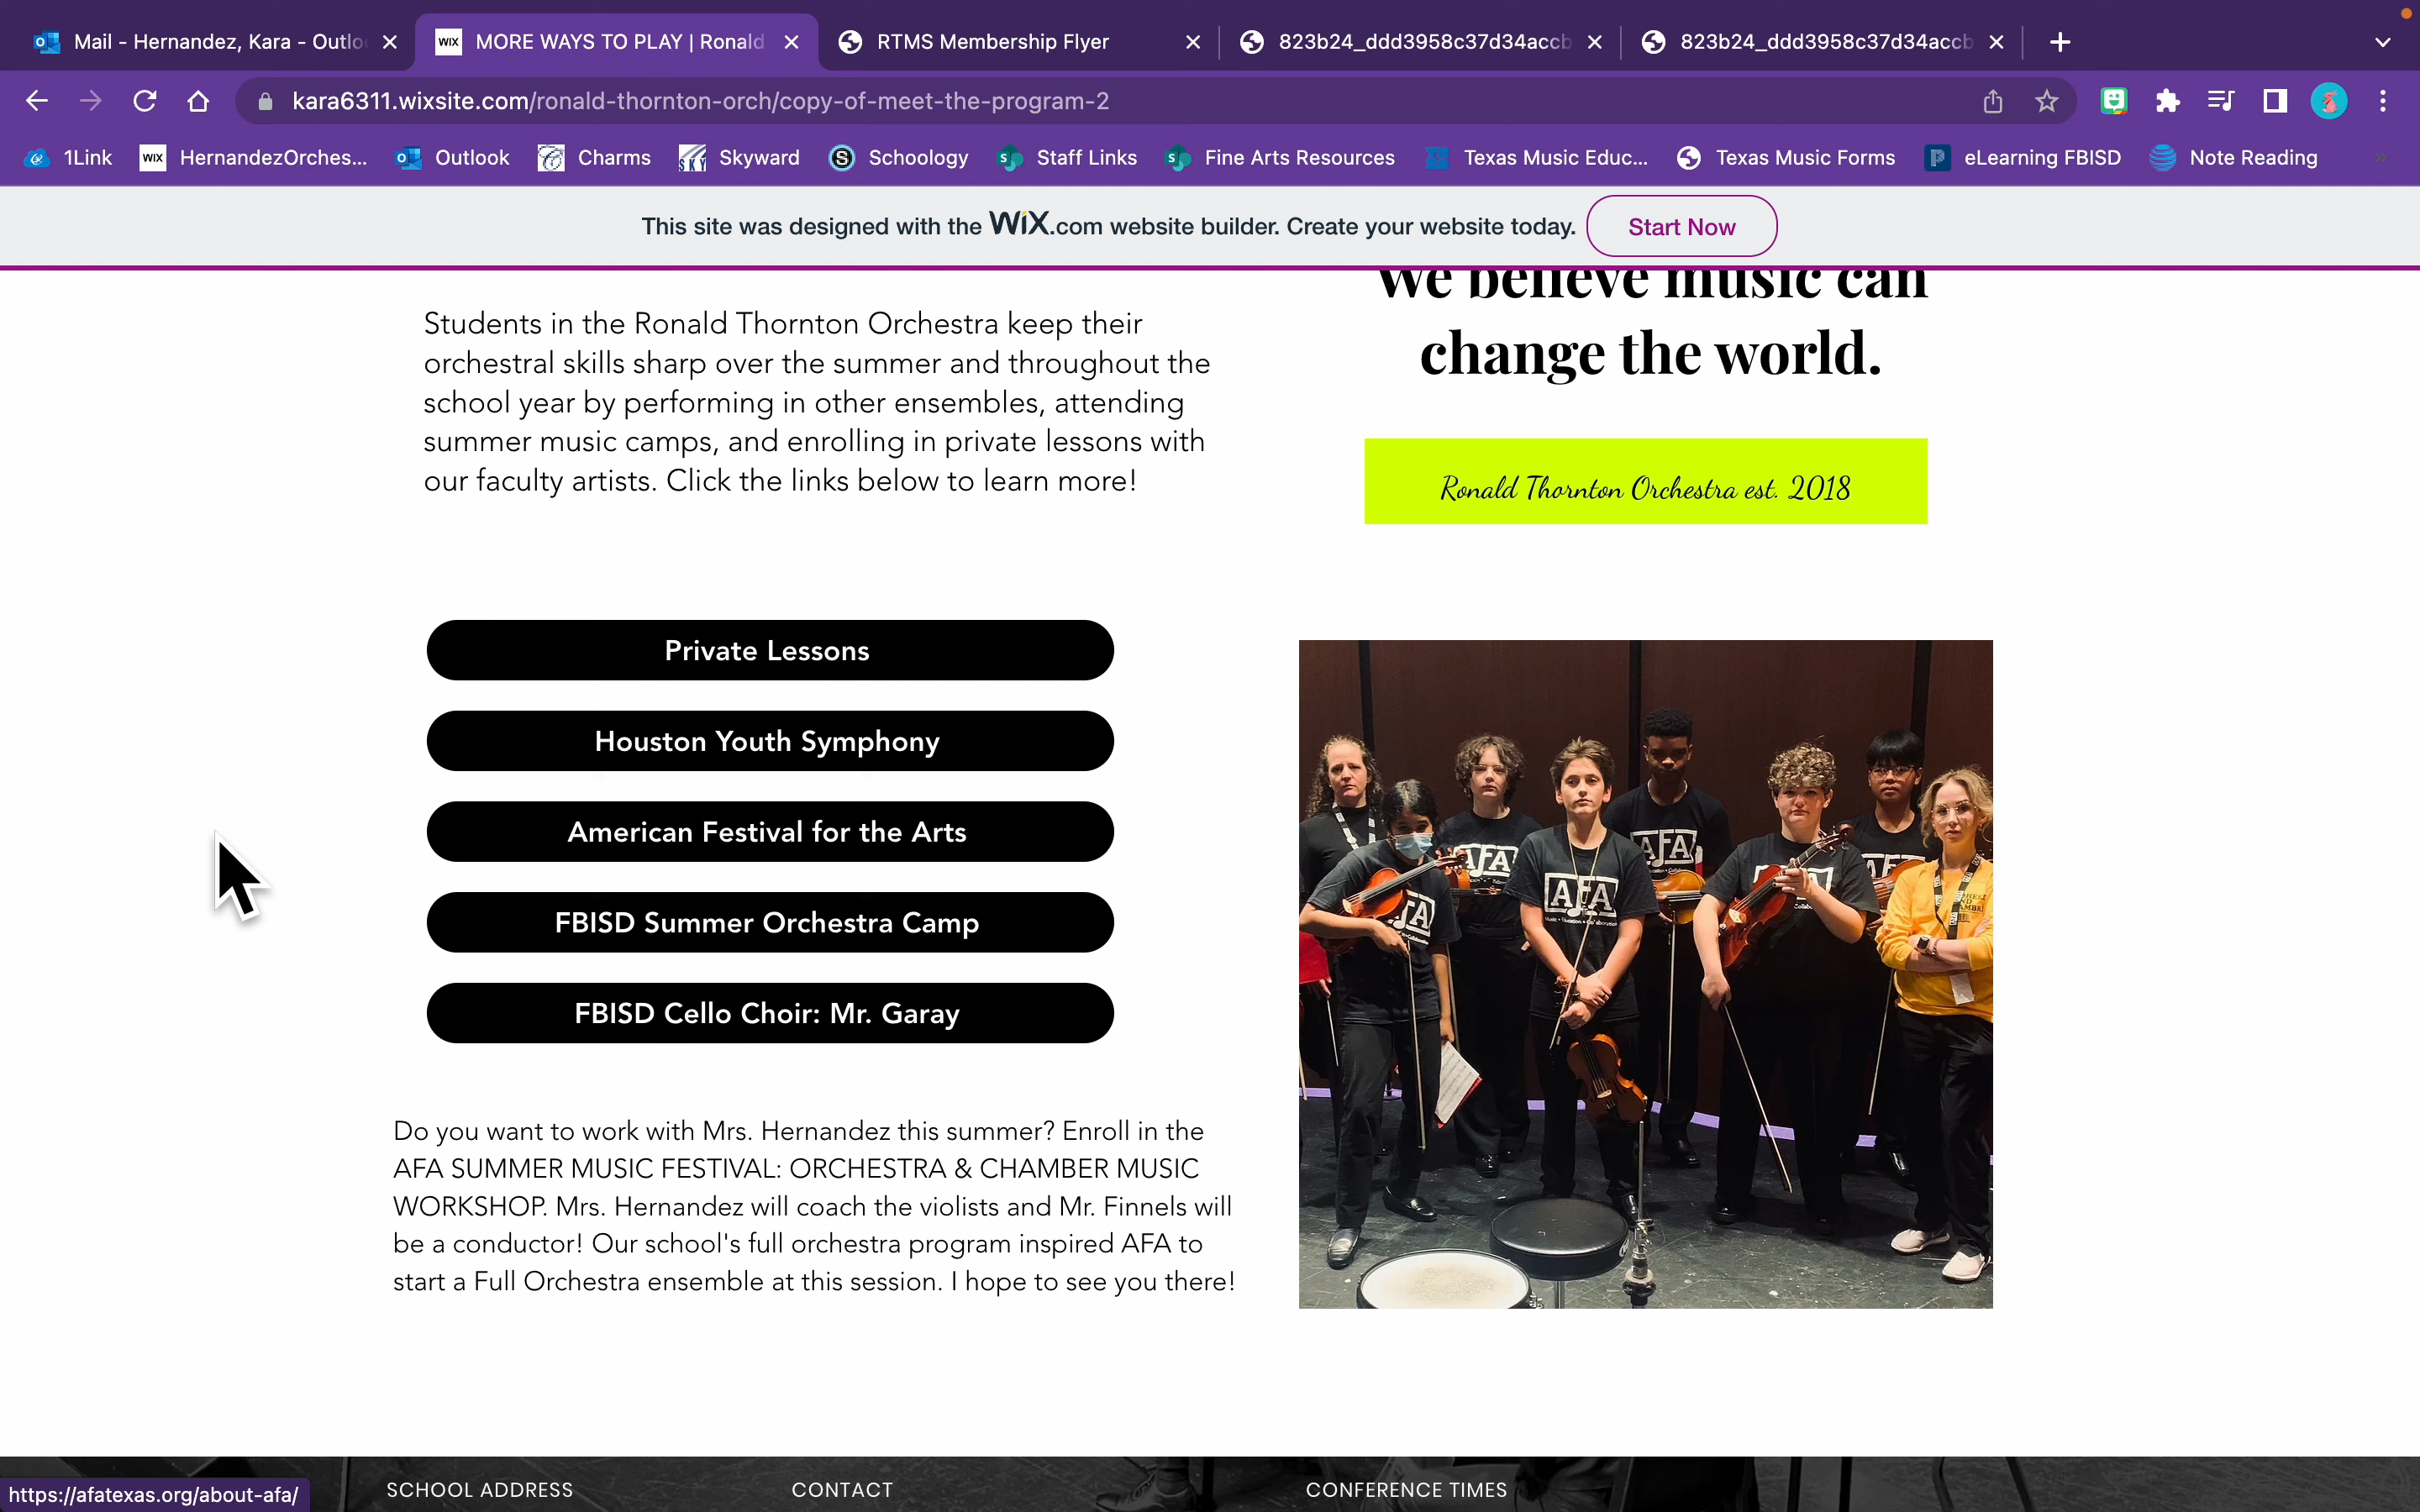 Mail - Hernandez, Kara - Outlo
WIX MORE WAYS TO PLAY | Ronald
RTMS Membership Flyer
823b24_ddd3958c37d34accb
823b24_ddd3958c37d34accb
kara6311.wixsite.com/ronald-thornton-orch/copy-of-meet-the-program-2
1Link
WIX HernandezOrches...
Outlook
Charms
SKY Skyward
S Schoology
Staff Links
Fine Arts Resources
Texas Music Educ...
Texas Music Forms
eLearning FBISD
Note Reading
This site was designed with the WiX.com website builder. Create your website today.
Start Now
Students in the Ronald Thornton Orchestra keep their
orchestral skills sharp over the summer and throughout the
school year by performing in other ensembles, attending
summer music camps, and enrolling in private lessons with
our faculty artists. Click the links below to learn more!
We believe music can
change the world.
Ronald Thornton Orchestra est. 2018
Private Lessons
Houston Youth Symphony
American Festival for the Arts
FBISD Summer Orchestra Camp
FBISD Cello Choir: Mr. Garay
AFA
AFA
AFA
Do you want to work with Mrs. Hernandez this summer? Enroll in the
AFA SUMMER MUSIC FESTIVAL: ORCHESTRA & CHAMBER MUSIC
WORKSHOP. Mrs. Hernandez will coach the violists and Mr. Finnels will
be a conductor! Our school's full orchestra program inspired AFA to
start a Full Orchestra ensemble at this session. I hope to see you there!
SCHOOL ADDRESS
CONTACT
CONFERENCE TIMES
https://afatexas.org/about-afa/